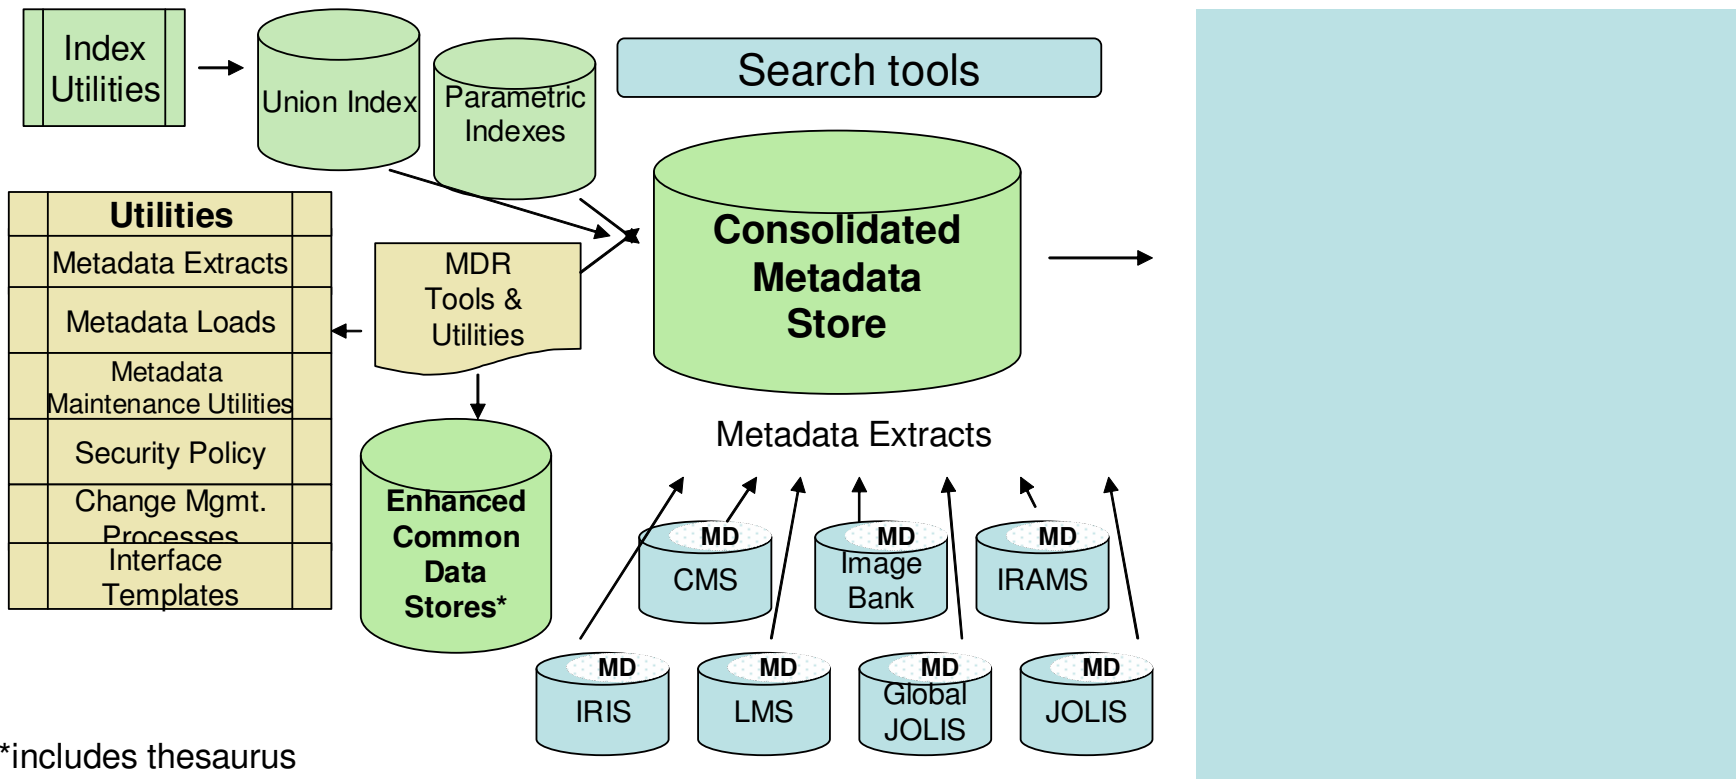 Index
Utilities
Union Index
Parametric
Indexes
Search tools
Consolidated
Metadata
Store
Utilities
Metadata Extracts
Metadata Loads
Metadata
Maintenance Utilities
Security Policy
Change Mgmt.
Processes
Interface
Templates
MDR
Tools &
Utilities
Enhanced
Common
Data
Stores*
Metadata Extracts
MD
CMS
MD
Image
Bank
MD
IRAMS
MD
IRIS
MD
LMS
MD
Global
JOLIS
MD
JOLIS
*includes thesaurus